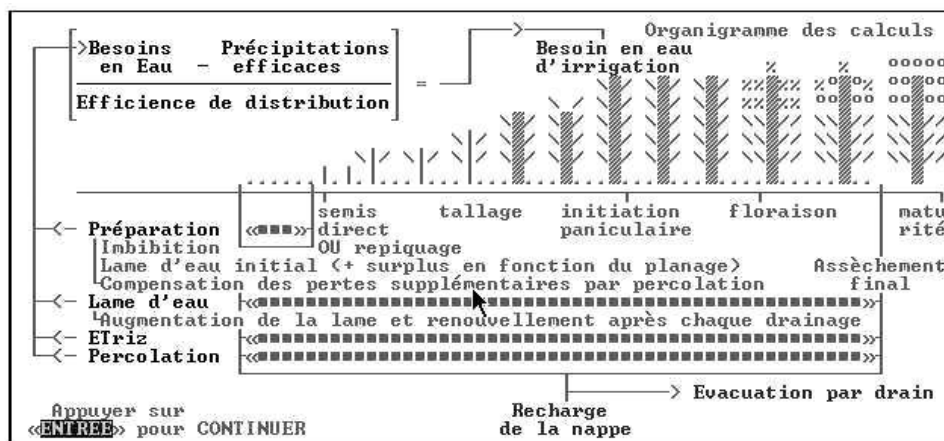 Organigramme des calculs
>Besoins Précipitations
en Eau - efficaces
Efficience de distribution
=
Besoin en eau
d'irrigation
semis tallage initiation floraison matu
direct paniculaire rité
OU repiquage
Préparation
Imbibition
Lame d'eau initial (+ surplus en fonction du planage) Assèchement
Compensation des pertes supplémentaires par percolation final
Lame d'eau
Augmentation de la lame et renouvellement après chaque drainage
ETriz
Percolation
Evacuation par drain
Appuyer sur Recharge
«ENTREE» pour CONTINUER de la nappe